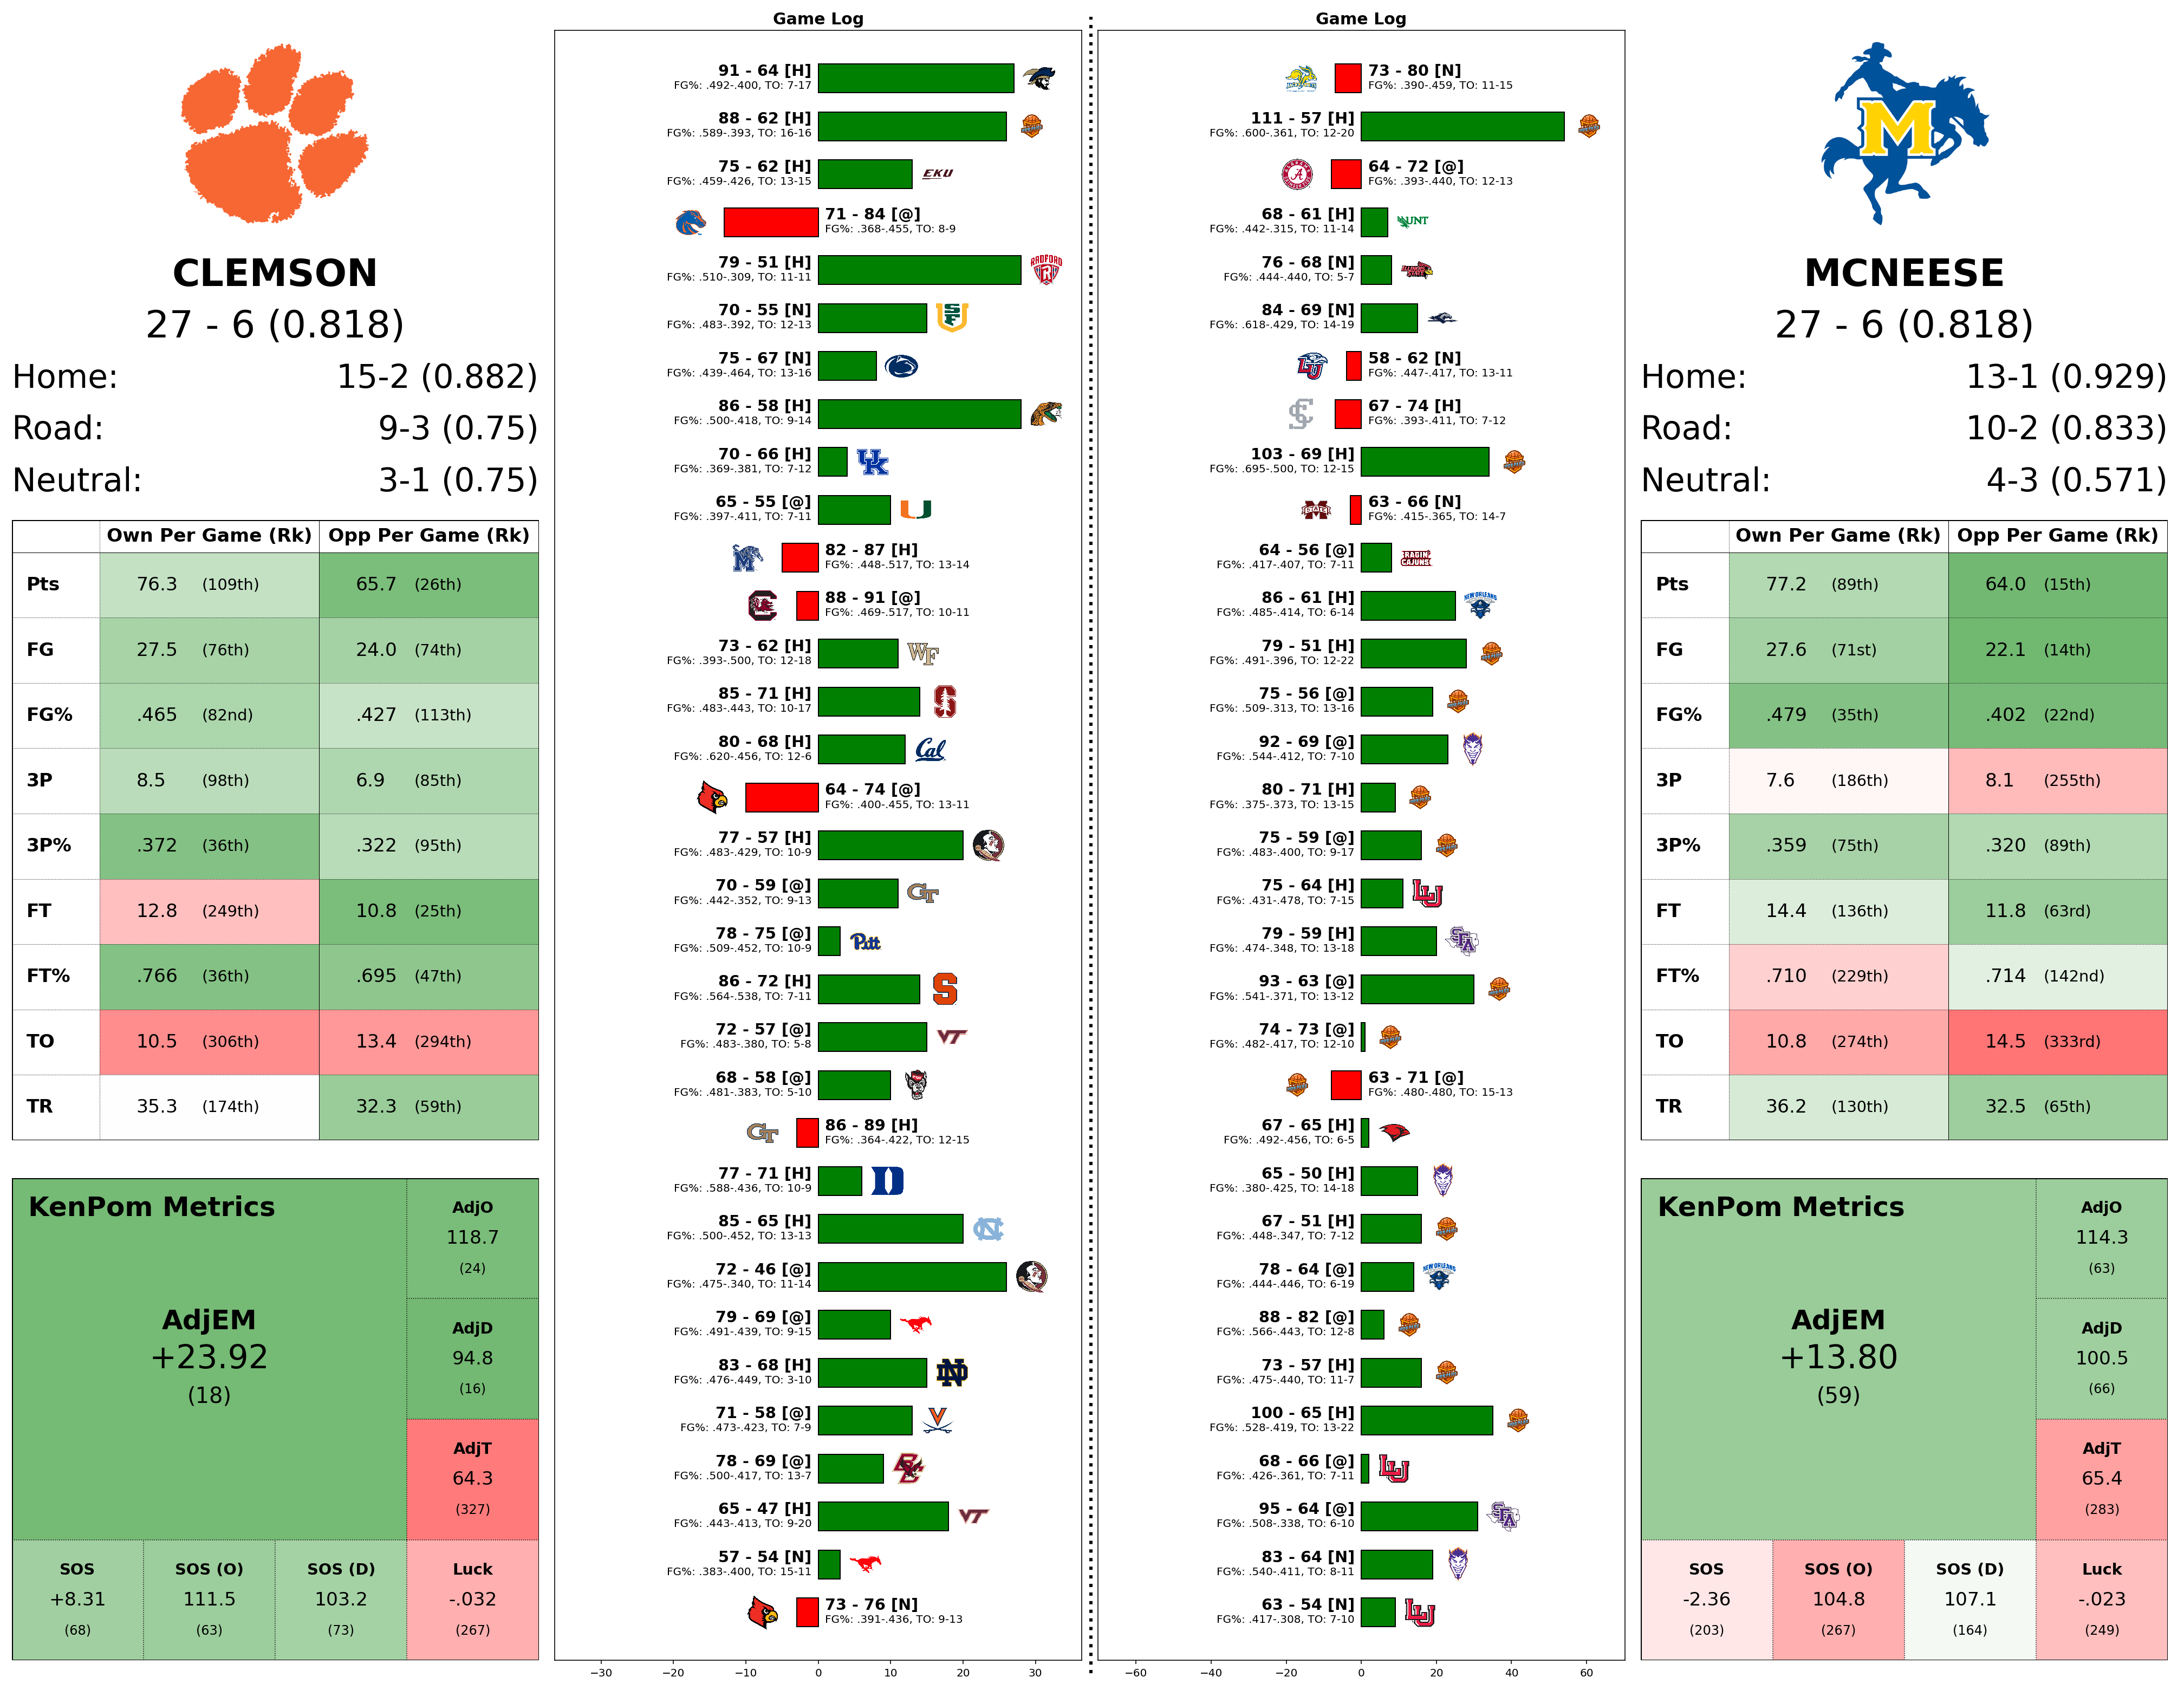 CLEMSON
27 - 6 (0.818)
Home: 15-2 (0.882)
Road: 9-3 (0.75)
Neutral: 3-1 (0.75)
Own Per Game (Rk) Opp Per Game (Rk)
Pts 76.3 (109th) 65.7 (26th)
FG 27.5 (76th) 24.0 (74th)
FG% .465 (82nd) .427 (113th)
3P 8.5 (98th) 6.9 (85th)
3P% .372 (36th) .322 (95th)
FT 12.8 (249th) 10.8 (25th)
FT% .766 (36th) .695 (47th)
TO 10.5 (306th) 13.4 (294th)
TR 35.3 (174th) 32.3 (59th)
KenPom Metrics
AdjEM
+23.92
(18)
AdjO
118.7
(24)
AdjD
94.8
(16)
AdjT
64.3
(327)
SOS
+8.31
(68)
SOS (O)
111.5
(63)
SOS (D)
103.2
(73)
Luck
-.032
(267)
Game Log
91 - 64 [H]
FG%: .492-.400, TO: 7-17
88 - 62 [H]
FG%: .589-.393, TO: 16-16
75 - 62 [H]
FG%: .459-.426, TO: 13-15
EKU
71 - 84 [@]
FG%: .368-.455, TO: 8-9
79 - 51 [H]
FG%: .510-.309, TO: 11-11
RADFORD
70 - 55 [N]
FG%: .483-.392, TO: 12-13
75 - 67 [N]
FG%: .439-.464, TO: 13-16
86 - 58 [H]
FG%: .500-.418, TO: 9-14
70 - 66 [H]
FG%: .369-.381, TO: 7-12
UK
65 - 55 [@]
FG%: .397-.411, TO: 7-11
82 - 87 [H]
FG%: .448-.517, TO: 13-14
88 - 91 [@]
FG%: .469-.517, TO: 10-11
73 - 62 [H]
FG%: .393-.500, TO: 12-18
WF
85 - 71 [H]
FG%: .483-.443, TO: 10-17
80 - 68 [H]
FG%: .620-.456, TO: 12-6
Cal
64 - 74 [@]
FG%: .400-.455, TO: 13-11
77 - 57 [H]
FG%: .483-.429, TO: 10-9
70 - 59 [@]
FG%: .442-.352, TO: 9-13
GT
78 - 75 [@]
FG%: .509-.452, TO: 10-9
Pitt
86 - 72 [H]
FG%: .564-.538, TO: 7-11
S
72 - 57 [@]
FG%: .483-.380, TO: 5-8
VT
68 - 58 [@]
FG%: .481-.383, TO: 5-10
86 - 89 [H]
FG%: .364-.422, TO: 12-15
GT
77 - 71 [H]
FG%: .588-.436, TO: 10-9
D
85 - 65 [H]
FG%: .500-.452, TO: 13-13
NC
72 - 46 [@]
FG%: .475-.340, TO: 11-14
79 - 69 [@]
FG%: .491-.439, TO: 9-15
83 - 68 [H]
FG%: .476-.449, TO: 3-10
ND
71 - 58 [@]
FG%: .473-.423, TO: 7-9
V
78 - 69 [@]
FG%: .500-.417, TO: 13-7
BC
65 - 47 [H]
FG%: .443-.413, TO: 9-20
VT
57 - 54 [N]
FG%: .383-.400, TO: 15-11
73 - 76 [N]
FG%: .391-.436, TO: 9-13
−30 −20 −10 0 10 20 30
Game Log
73 - 80 [N]
FG%: .390-.459, TO: 11-15
111 - 57 [H]
FG%: .600-.361, TO: 12-20
64 - 72 [@]
FG%: .393-.440, TO: 12-13
68 - 61 [H]
FG%: .442-.315, TO: 11-14
UNT
76 - 68 [N]
FG%: .444-.440, TO: 5-7
84 - 69 [N]
FG%: .618-.429, TO: 14-19
58 - 62 [N]
FG%: .447-.417, TO: 13-11
LU
67 - 74 [H]
FG%: .393-.411, TO: 7-12
103 - 69 [H]
FG%: .695-.500, TO: 12-15
63 - 66 [N]
FG%: .415-.365, TO: 14-7
64 - 56 [@]
FG%: .417-.407, TO: 7-11
RAGIN'
CAJUNS
86 - 61 [H]
FG%: .485-.414, TO: 6-14
NEW ORLEANS
79 - 51 [H]
FG%: .491-.396, TO: 12-22
75 - 56 [@]
FG%: .509-.313, TO: 13-16
92 - 69 [@]
FG%: .544-.412, TO: 7-10
80 - 71 [H]
FG%: .375-.373, TO: 13-15
75 - 59 [@]
FG%: .483-.400, TO: 9-17
75 - 64 [H]
FG%: .431-.478, TO: 7-15
LU
79 - 59 [H]
FG%: .474-.348, TO: 13-18
93 - 63 [@]
FG%: .541-.371, TO: 13-12
74 - 73 [@]
FG%: .482-.417, TO: 12-10
63 - 71 [@]
FG%: .480-.480, TO: 15-13
67 - 65 [H]
FG%: .492-.456, TO: 6-5
65 - 50 [H]
FG%: .380-.425, TO: 14-18
67 - 51 [H]
FG%: .448-.347, TO: 7-12
78 - 64 [@]
FG%: .444-.446, TO: 6-19
NEW ORLEANS
88 - 82 [@]
FG%: .566-.443, TO: 12-8
73 - 57 [H]
FG%: .475-.440, TO: 11-7
100 - 65 [H]
FG%: .528-.419, TO: 13-22
68 - 66 [@]
FG%: .426-.361, TO: 7-11
LU
95 - 64 [@]
FG%: .508-.338, TO: 6-10
83 - 64 [N]
FG%: .540-.411, TO: 8-11
63 - 54 [N]
FG%: .417-.308, TO: 7-10
LU
−60 −40 −20 0 20 40 60
M
MCNEESE
27 - 6 (0.818)
Home: 13-1 (0.929)
Road: 10-2 (0.833)
Neutral: 4-3 (0.571)
Own Per Game (Rk) Opp Per Game (Rk)
Pts 77.2 (89th) 64.0 (15th)
FG 27.6 (71st) 22.1 (14th)
FG% .479 (35th) .402 (22nd)
3P 7.6 (186th) 8.1 (255th)
3P% .359 (75th) .320 (89th)
FT 14.4 (136th) 11.8 (63rd)
FT% .710 (229th) .714 (142nd)
TO 10.8 (274th) 14.5 (333rd)
TR 36.2 (130th) 32.5 (65th)
KenPom Metrics
AdjEM
+13.80
(59)
AdjO
114.3
(63)
AdjD
100.5
(66)
AdjT
65.4
(283)
SOS
-2.36
(203)
SOS (O)
104.8
(267)
SOS (D)
107.1
(164)
Luck
-.023
(249)